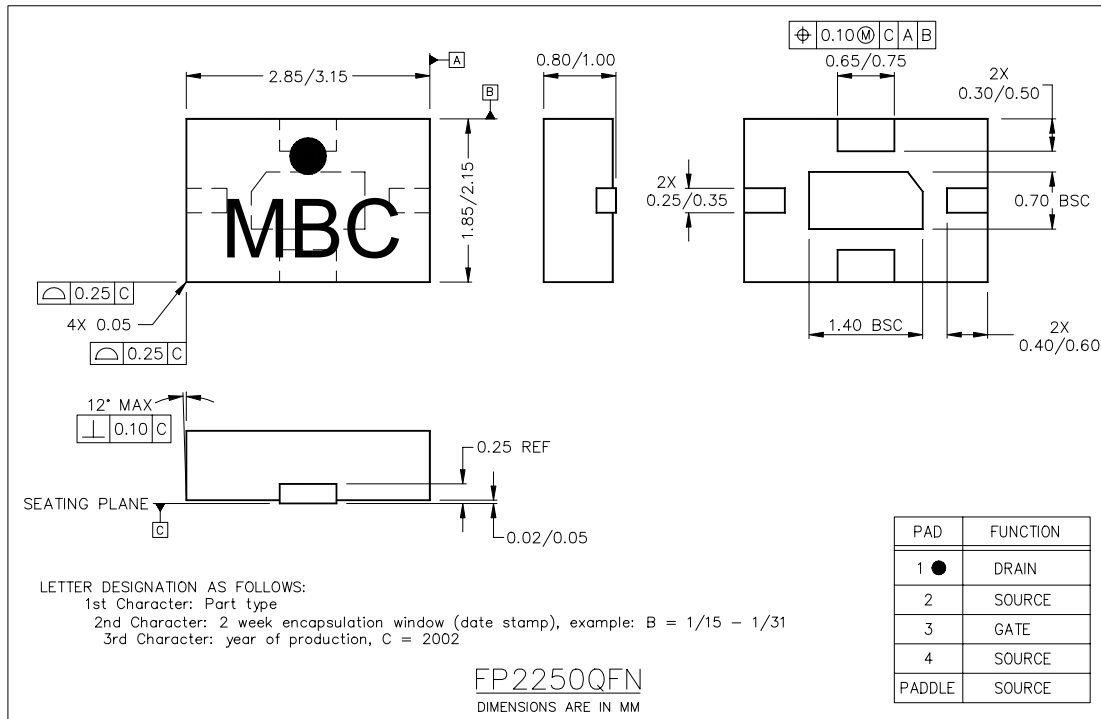 ⌖ 0.10 Ⓜ C A B
2.85/3.15
A
0.80/1.00
0.65/0.75
2X
0.30/0.50
B
MBC
1.85/2.15
2X
0.25/0.35
0.70 BSC
⌓ 0.25 C
4X 0.05
⌓ 0.25 C
1.40 BSC
2X
0.40/0.60
12° MAX
⊥ 0.10 C
0.25 REF
SEATING PLANE
C
0.02/0.05
PAD FUNCTION
1 ● DRAIN
2 SOURCE
3 GATE
4 SOURCE
PADDLE SOURCE
LETTER DESIGNATION AS FOLLOWS:
1st Character: Part type
2nd Character: 2 week encapsulation window (date stamp), example: B = 1/15 – 1/31
3rd Character: year of production, C = 2002
FP2250QFN
DIMENSIONS ARE IN MM